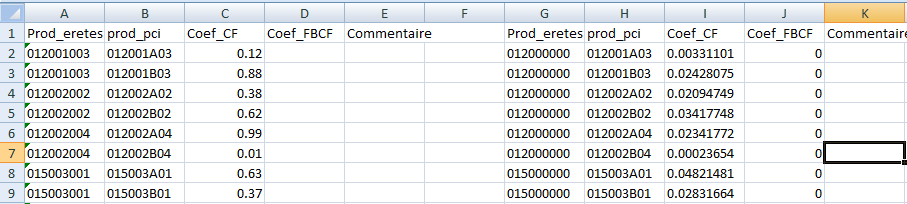 A B C D E F G H I J K
1 Prod_eretes prod_pci Coef_CF Coef_FBCF Commentaire Prod_eretes prod_pci Coef_CF Coef_FBCF Commentaire
2 012001003 012001A03 0.12 012000000 012001A03 0.00331101 0
3 012001003 012001B03 0.88 012000000 012001B03 0.02428075 0
4 012002002 012002A02 0.38 012000000 012002A02 0.02094749 0
5 012002002 012002B02 0.62 012000000 012002B02 0.03417748 0
6 012002004 012002A04 0.99 012000000 012002A04 0.02341772 0
7 012002004 012002B04 0.01 012000000 012002B04 0.00023654 0
8 015003001 015003A01 0.63 015000000 015003A01 0.04821481 0
9 015003001 015003B01 0.37 015000000 015003B01 0.02831664 0